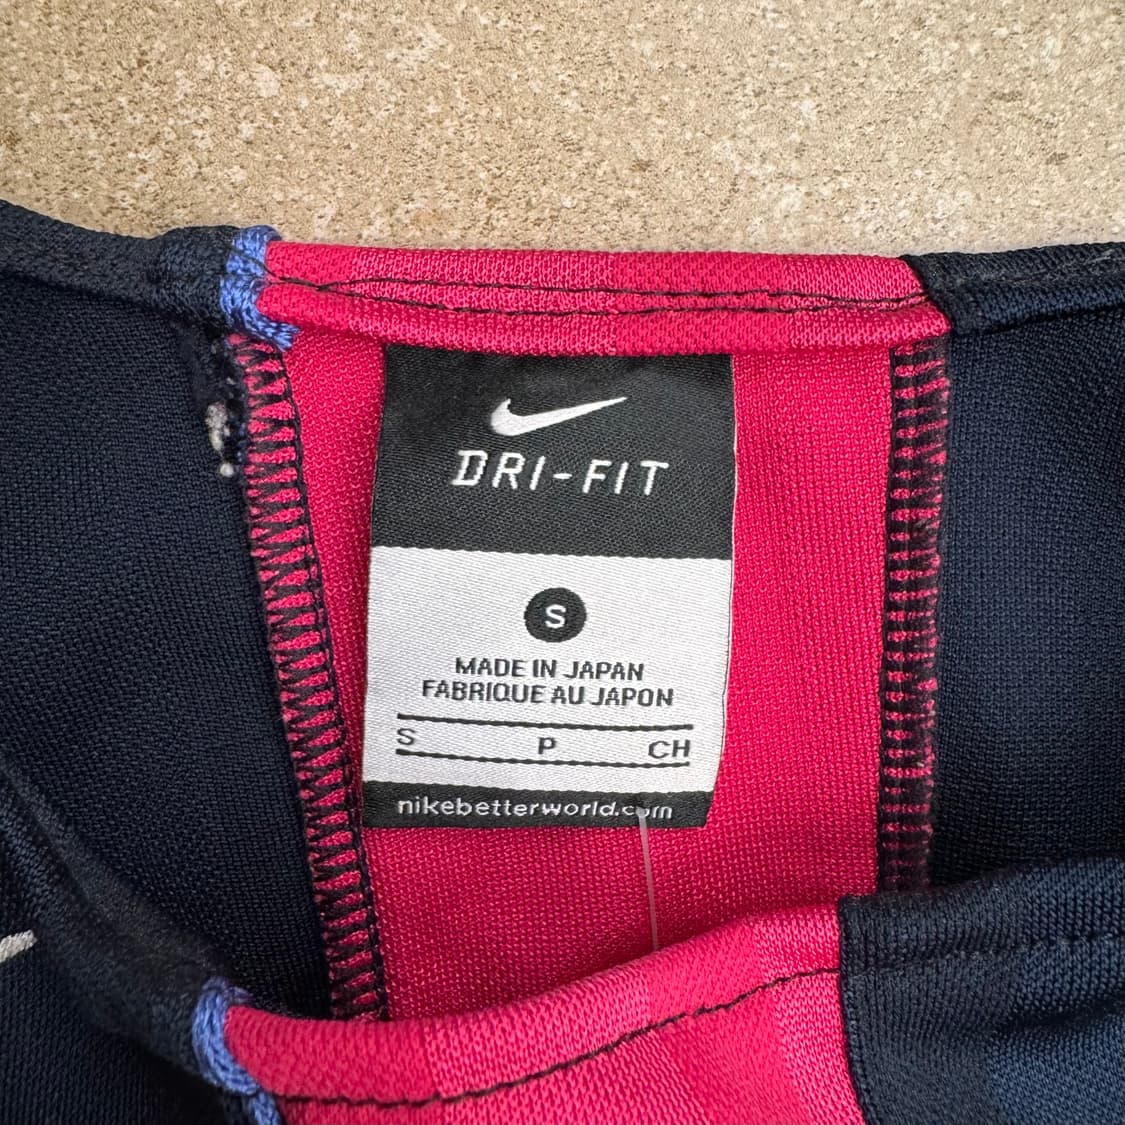 DRI-FIT
S
MADE IN JAPAN
FABRIQUE AU JAPON
S P CH
nikebetterworld.com